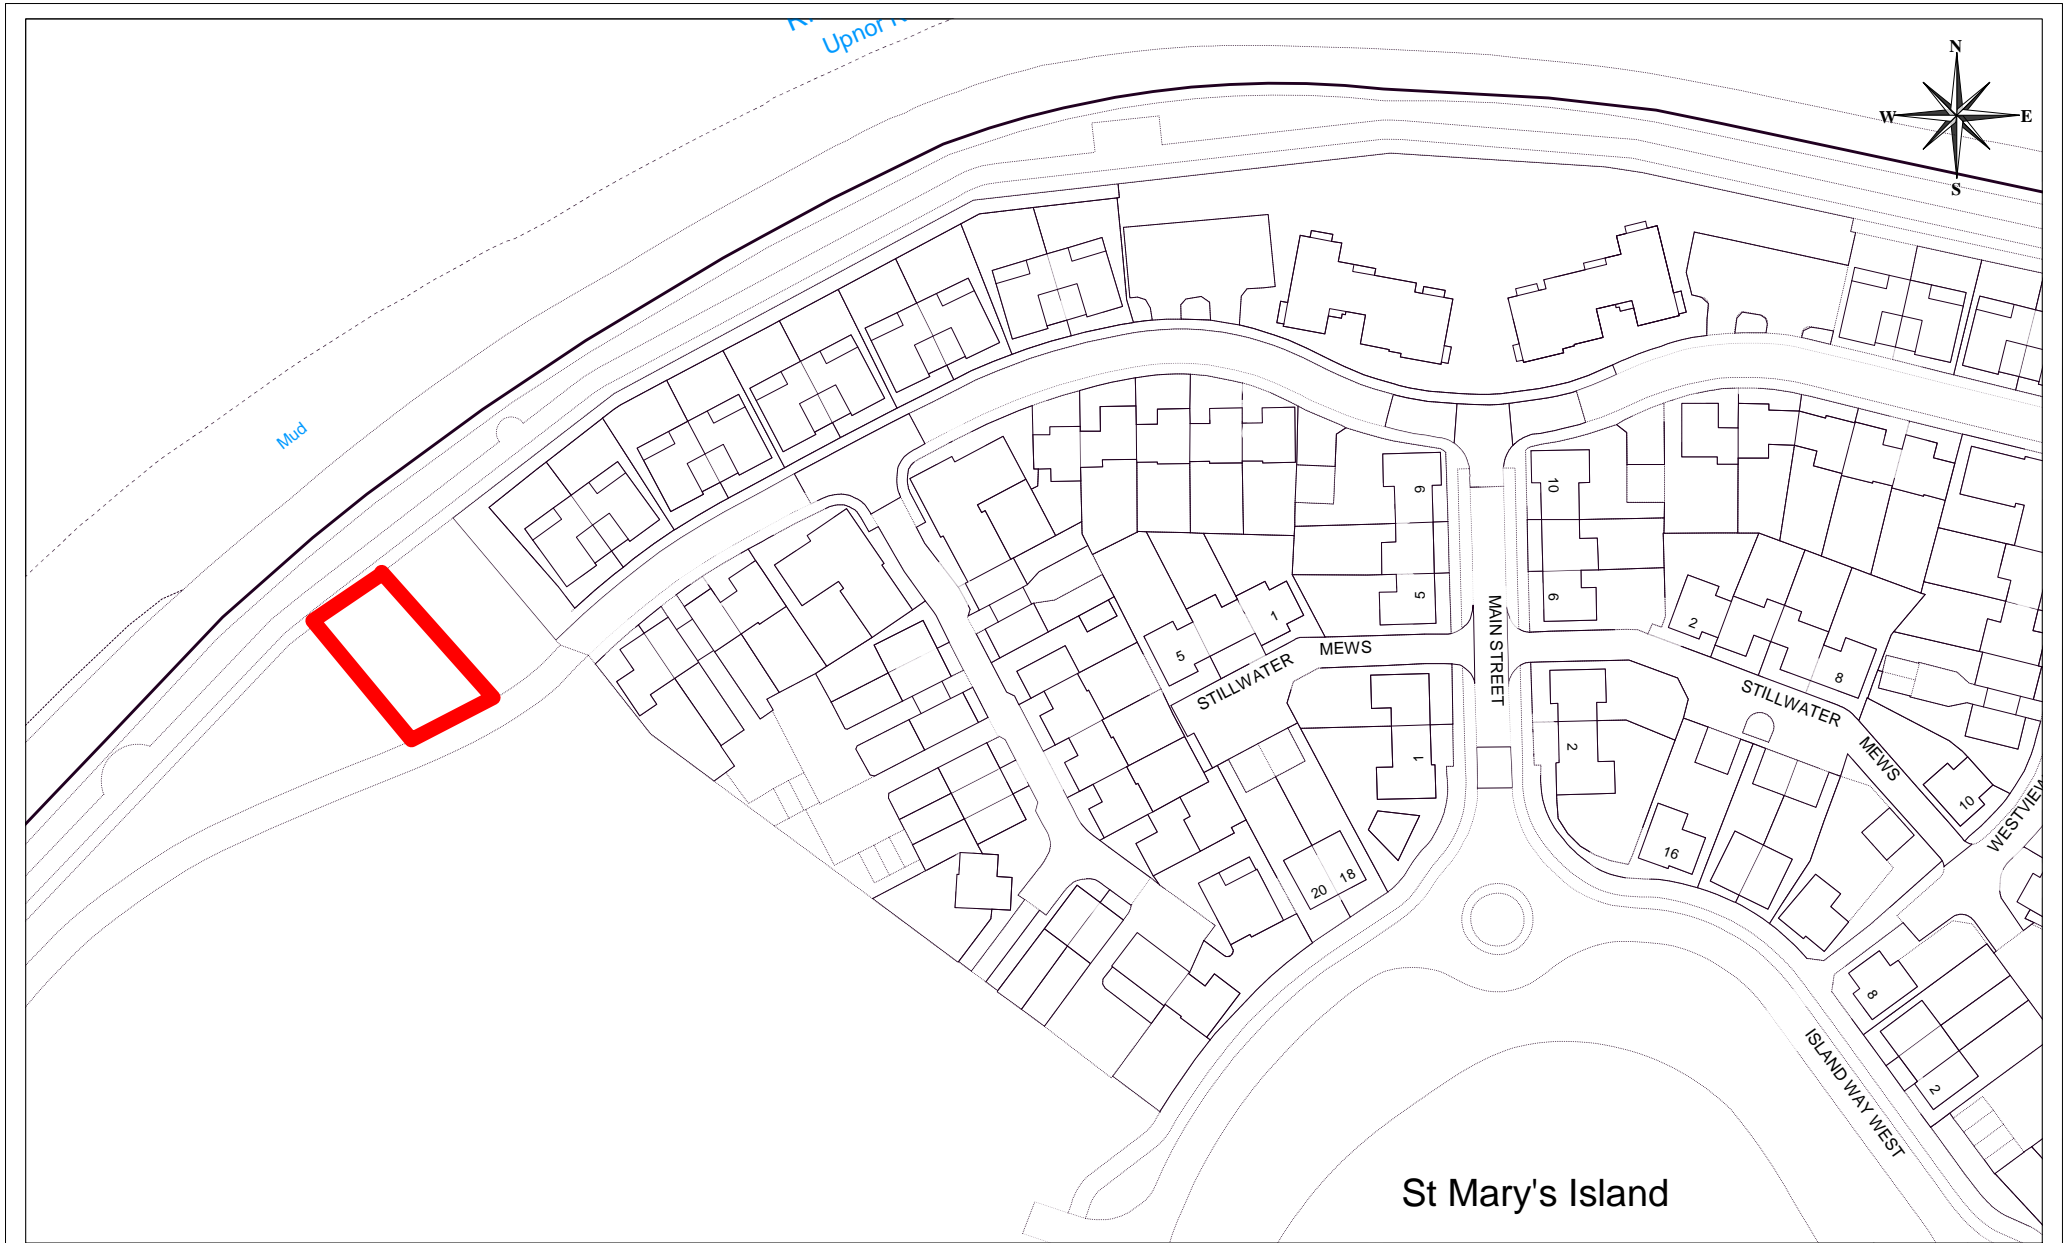 Upnor
N
W
E
S
Mud
9
10
5
6
1
5
MEWS
STILLWATER
MAIN STREET
2
8
STILLWATER
MEWS
1
2
10
WESTVIEW
16
20
18
8
2
ISLAND WAY WEST
St Mary's Island